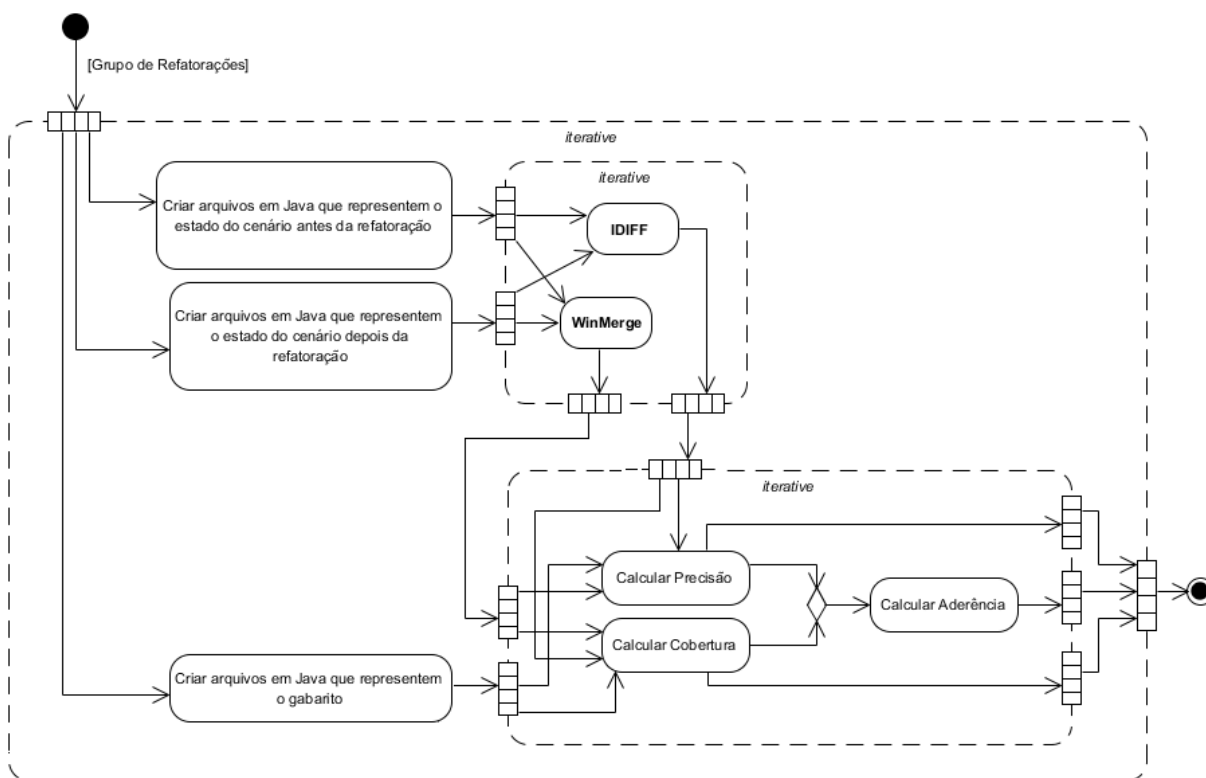 [Grupo de Refatorações]
iterative
iterative
Criar arquivos em Java que representem o
estado do cenário antes da refatoração
IDIFF
Criar arquivos em Java que representem
o estado do cenário depois da
refatoração
WinMerge
iterative
Calcular Precisão
Calcular Aderência
Calcular Cobertura
Criar arquivos em Java que representem
o gabarito